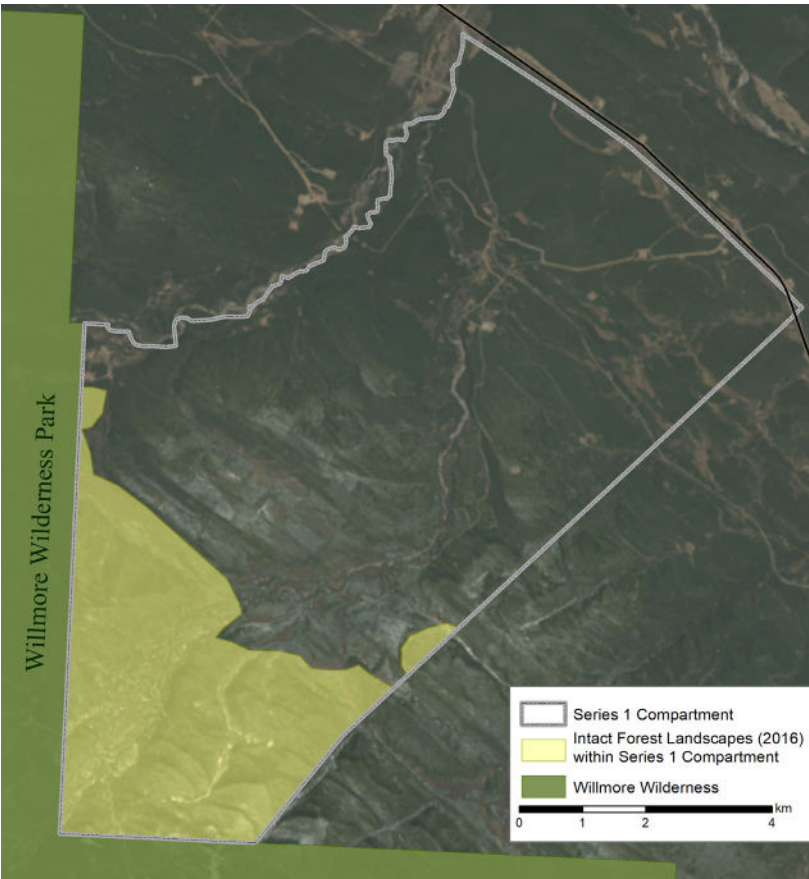 Willmore Wilderness Park
Series 1 Compartment
Intact Forest Landscapes (2016)
within Series 1 Compartment
Willmore Wilderness
km
0 1 2 4